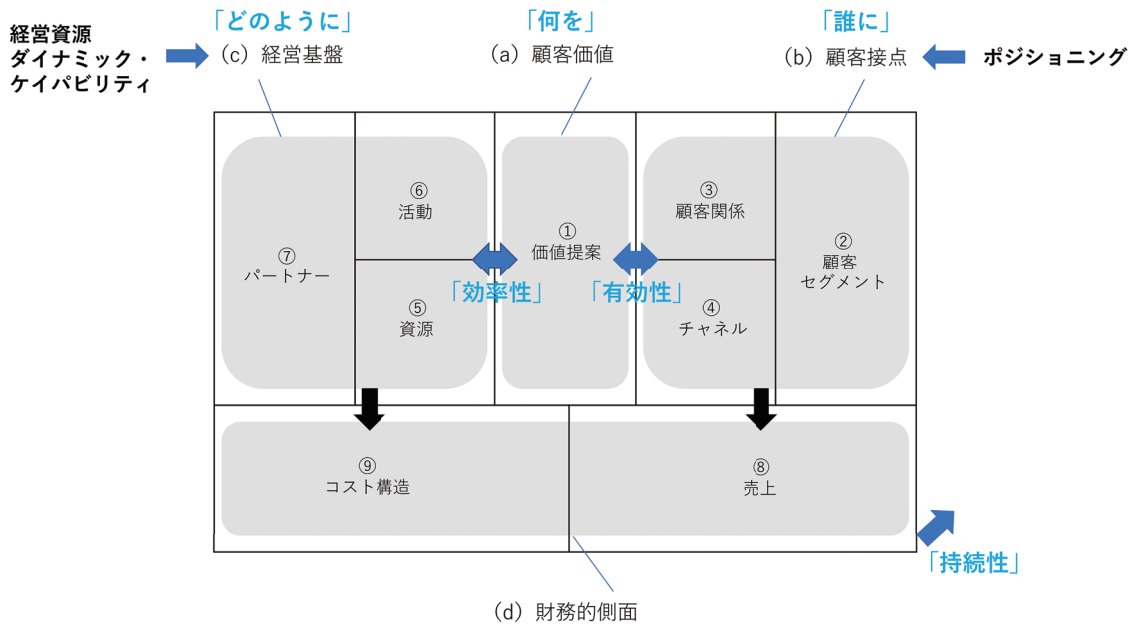 「どのように」
「何を」
「誰に」
経営資源
ダイナミック・
ケイパビリティ
（c）経営基盤
（a）顧客価値
（b）顧客接点
ポジショニング
⑦
パートナー
⑥
活動
⑤
資源
①
価値提案
③
顧客関係
④
チャネル
②
顧客
セグメント
「効率性」
「有効性」
⑨
コスト構造
⑧
売上
「持続性」
（d）財務的側面